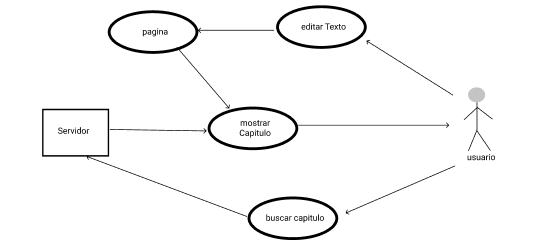 editar Texto
pagina
mostrar
Capitulo
Servidor
usuario
buscar capitulo